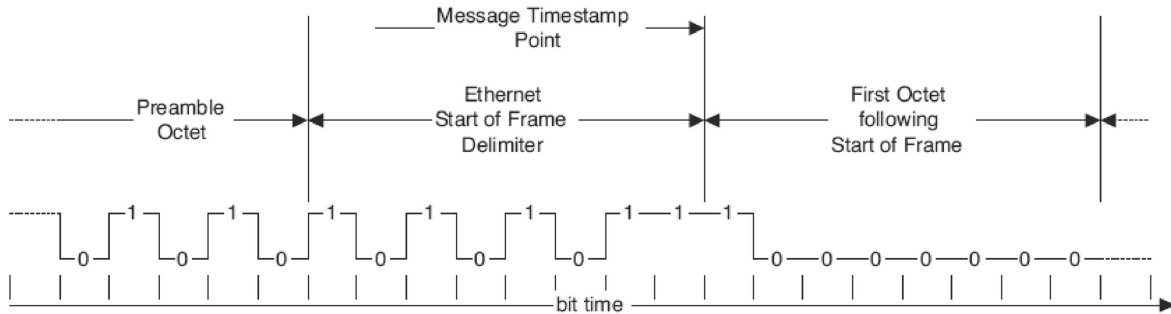 Message Timestamp
Point
Preamble
Octet
Ethernet
Start of Frame
Delimiter
First Octet
following
Start of Frame
1 1 1 1 1 1 1 1
0 0 0 0 0 0 0 0 0 0 0 0
bit time